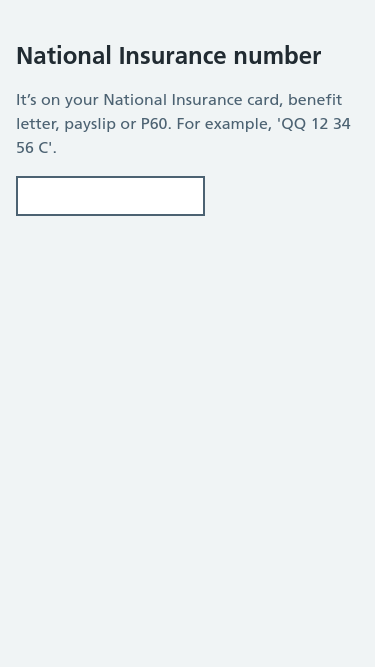 National Insurance number
It’s on your National Insurance card, benefit
letter, payslip or P60. For example, 'QQ 12 34
56 C'.